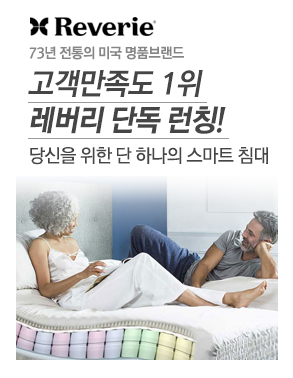 Reverie®
73년 전통의 미국 명품브랜드
고객만족도 1위
레버리 단독 런칭!
당신을 위한 단 하나의 스마트 침대